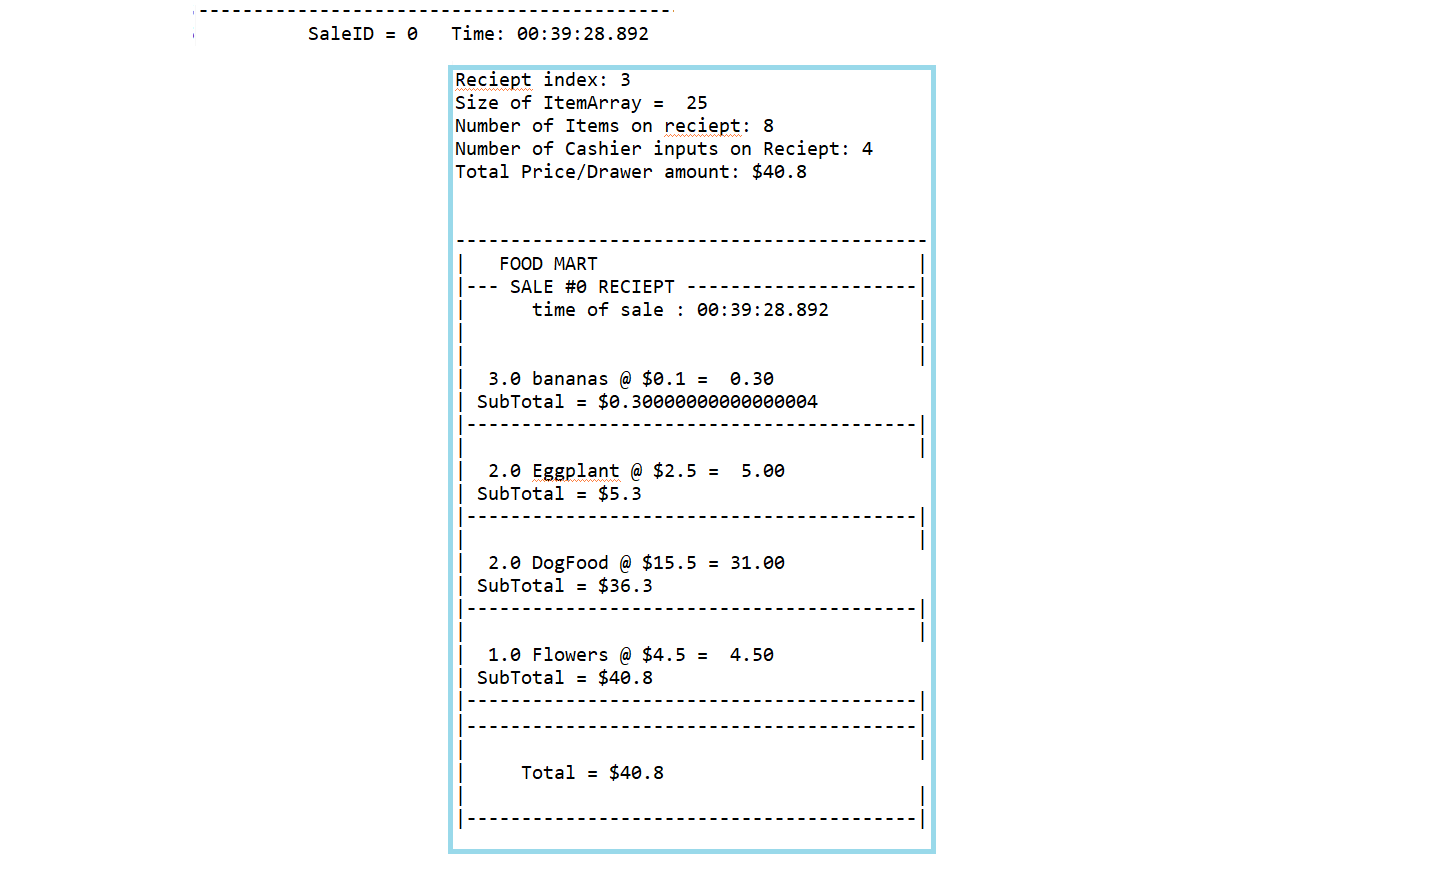 -------------------------------------------
SaleID = 0   Time: 00:39:28.892
Reciept index: 3
Size of ItemArray =  25
Number of Items on reciept: 8
Number of Cashier inputs on Reciept: 4
Total Price/Drawer amount: $40.8
-------------------------------------------
|   FOOD MART                             |
|--- SALE #0 RECIEPT ---------------------|
|      time of sale : 00:39:28.892        |
|                                         |
|                                         |
|  3.0 bananas @ $0.1 =  0.30
| SubTotal = $0.30000000000000004
|-----------------------------------------|
|                                         |
|  2.0 Eggplant @ $2.5 =  5.00
| SubTotal = $5.3
|-----------------------------------------|
|                                         |
|  2.0 DogFood @ $15.5 = 31.00
| SubTotal = $36.3
|-----------------------------------------|
|                                         |
|  1.0 Flowers @ $4.5 =  4.50
| SubTotal = $40.8
|-----------------------------------------|
|-----------------------------------------|
|                                         |
|     Total = $40.8
|                                         |
|-----------------------------------------|